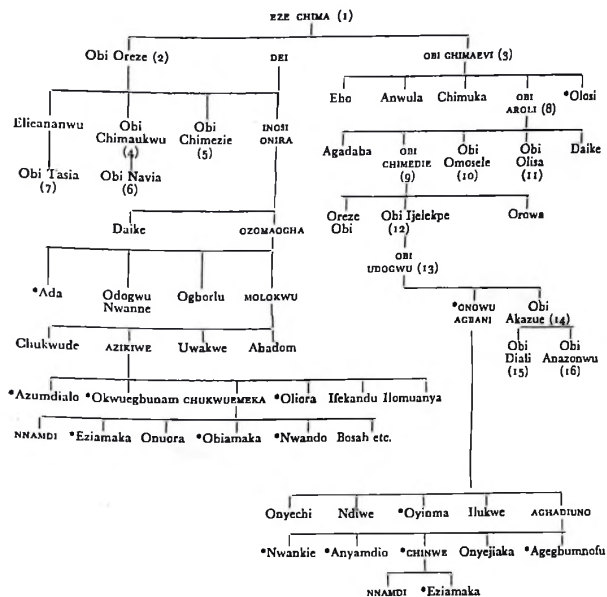 EZE CHIMA (1)
Obi Oreze (2) DEI OBI CHIMAEVI (3)
Ebo Anwula Chimuka OBI *Olosi
AROLI (8)
Elicananwu Obi Obi INOSI
Chimaukwu Chimezie ONIRA
(4) (5)
Agadaba OBI Obi Obi Daike
CHIMEDIE Omosele Olisa
(9) (10) (11)
Obi Tasia Obi Navia
(7) (6)
Oreze Obi Ijelekpe Orowa
Obi (12)
Daike OZOMAOGHA
OBI
UDOGWU (13)
*Ada Odogwu Ogborlu MOLOKWU
Nwanne
*ONOWU Obi
AGBANI Akazue (14)
Chukwude AZIKIWE Uwakwe Abadom
Obi Obi
Diali Anazonwu
(15) (16)
*Azumdialo *Okwuegbunam CHUKWUEMEKA *Oliora Ifekandu Ilomuanya
NNAMDI *Eziamaka Onuora *Obiamaka *Nwando Bosah etc.
Onyechi Ndiwe *Oyinma Ilukwe AGHADIUNO
*Nwankie *Anyamdio *CHINWE Onyejiaka *Agegbumnofu
NNAMDI *Eziamaka